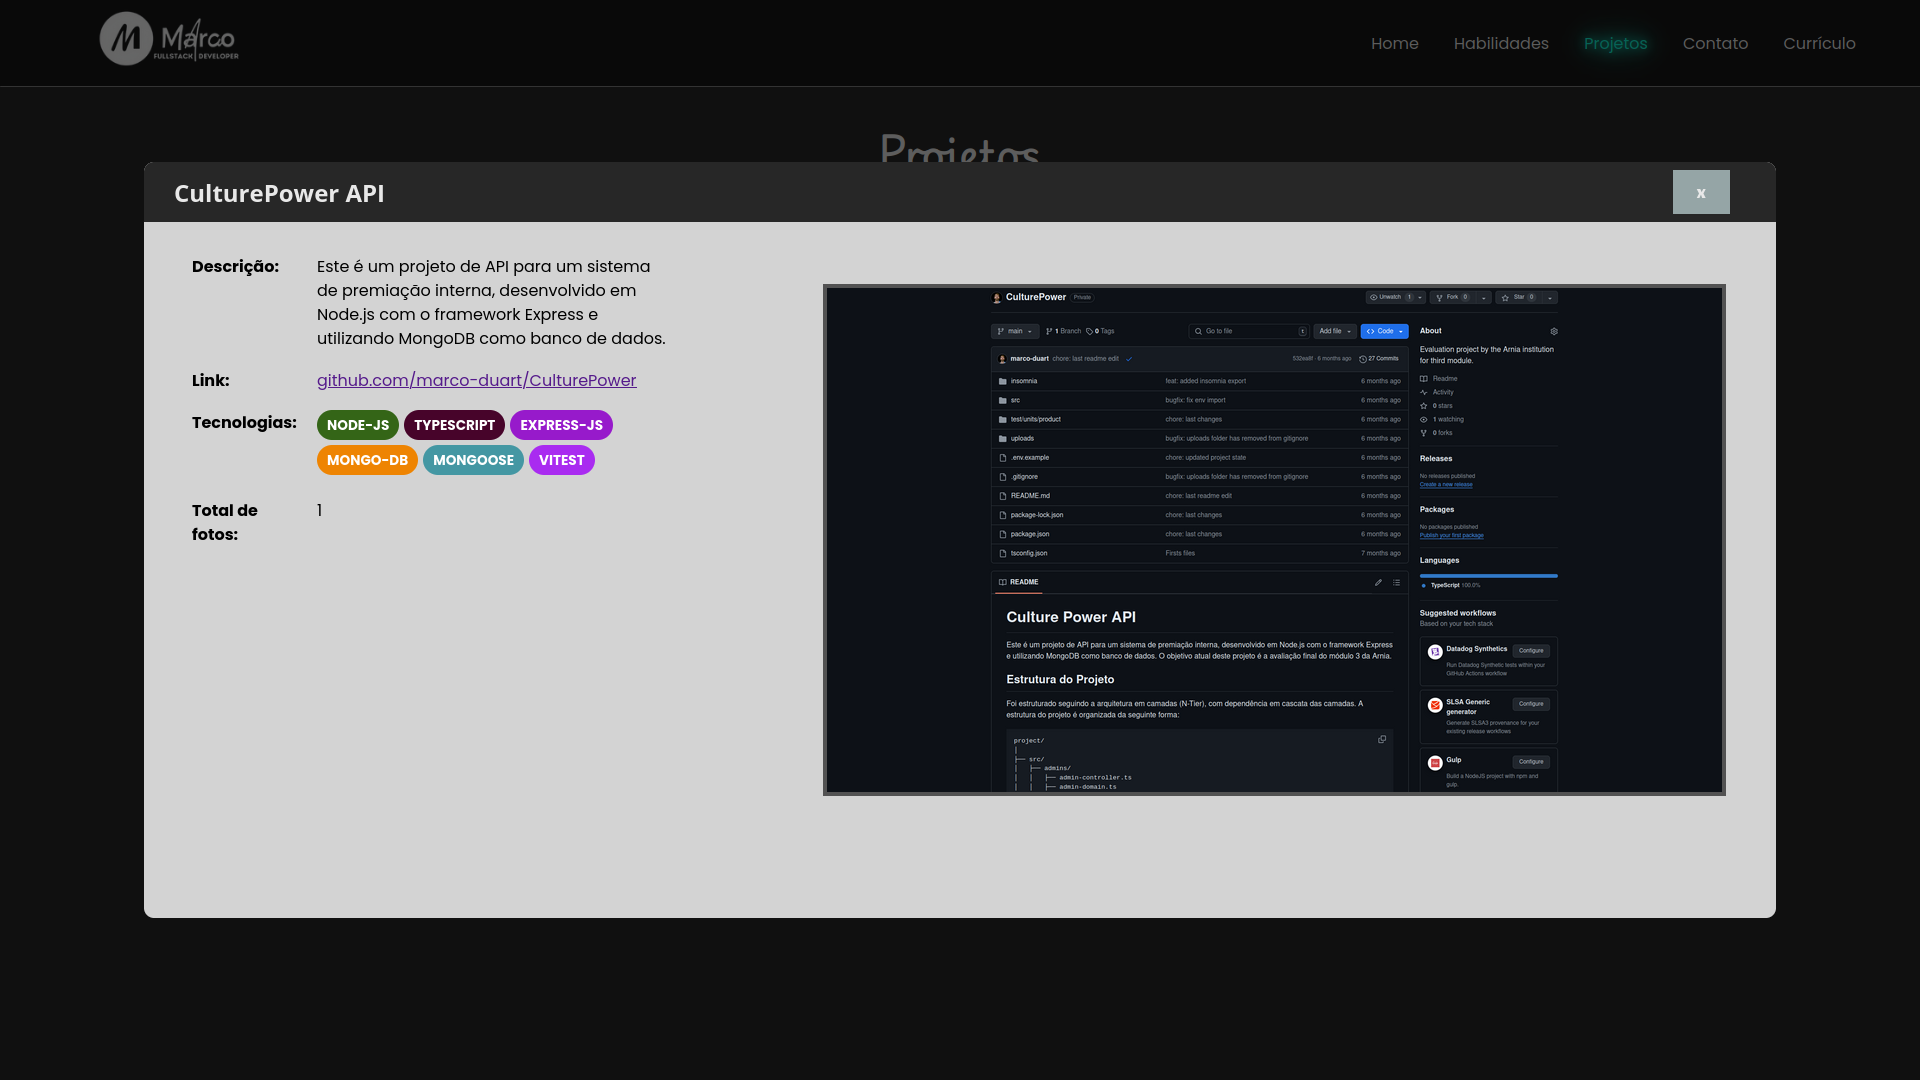 M Marco
FULLSTACK DEVELOPER
Home
Habilidades
Projetos
Contato
Currículo
Projetos
CulturePower API
x
Descrição:
Este é um projeto de API para um sistema
de premiação interna, desenvolvido em
Node.js com o framework Express e
utilizando MongoDB como banco de dados.
Link:
github.com/marco-duart/CulturePower
Tecnologias:
NODE-JS TYPESCRIPT EXPRESS-JS
MONGO-DB MONGOOSE VITEST
Total de
fotos:
1
CulturePower Private
Unwatch 1 Fork 0 Star 0
main 1 Branch 0 Tags
Go to file t Add file Code
marco-duart chore: last readme edit 532ea8f · 6 months ago 27 Commits
insomnia feat: added insomnia export 6 months ago
src bugfix: fix env import 6 months ago
test/units/product chore: last changes 6 months ago
uploads bugfix: uploads folder has removed from gitignore 6 months ago
.env.example chore: updated project state 6 months ago
.gitignore bugfix: uploads folder has removed from gitignore 6 months ago
README.md chore: last readme edit 6 months ago
package-lock.json chore: last changes 6 months ago
package.json chore: last changes 6 months ago
tsconfig.json Firsts files 7 months ago
README
Culture Power API
Este é um projeto de API para um sistema de premiação interna, desenvolvido em Node.js com o framework Express
e utilizando MongoDB como banco de dados. O objetivo atual deste projeto é a avaliação final do módulo 3 da Arnia.
Estrutura do Projeto
Foi estruturado seguindo a arquitetura em camadas (N-Tier), com dependência em cascata das camadas. A
estrutura do projeto é organizada da seguinte forma:
project/
│
├── src/
│ ├── admins/
│ │ ├── admin-controller.ts
│ │ ├── admin-domain.ts
About
Evaluation project by the Arnia institution
for third module.
Readme
Activity
0 stars
1 watching
0 forks
Releases
No releases published
Create a new release
Packages
No packages published
Publish your first package
Languages
TypeScript 100.0%
Suggested workflows
Based on your tech stack
Datadog Synthetics Configure
Run Datadog Synthetic tests within your
GitHub Actions workflow
SLSA Generic
generator
Configure
Generate SLSA3 provenance for your
existing release workflows
Gulp Configure
Build a NodeJS project with npm and
gulp.